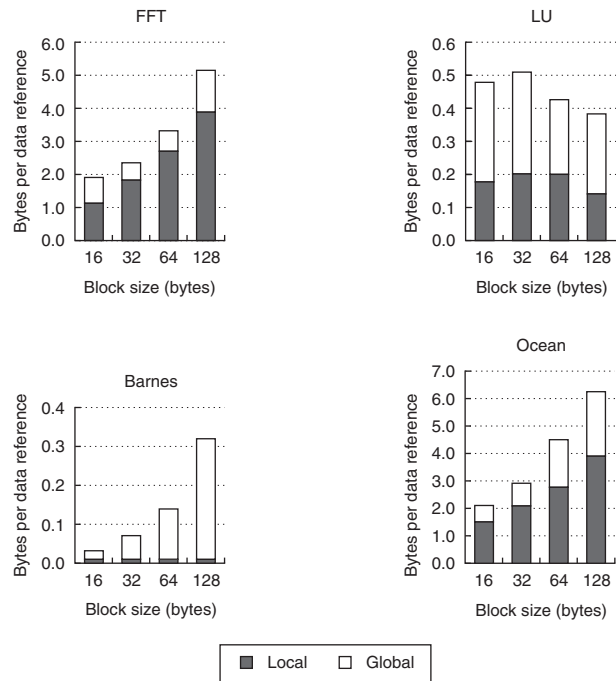 FFT
6.0
5.0
4.0
3.0
2.0
1.0
0.0
Bytes per data reference
16 32 64 128
Block size (bytes)
LU
0.6
0.5
0.4
0.3
0.2
0.1
0.0
Bytes per data reference
16 32 64 128
Block size (bytes)
Barnes
0.4
0.3
0.2
0.1
0.0
Bytes per data reference
16 32 64 128
Block size (bytes)
Ocean
7.0
6.0
5.0
4.0
3.0
2.0
1.0
0.0
Bytes per data reference
16 32 64 128
Block size (bytes)
Local Global